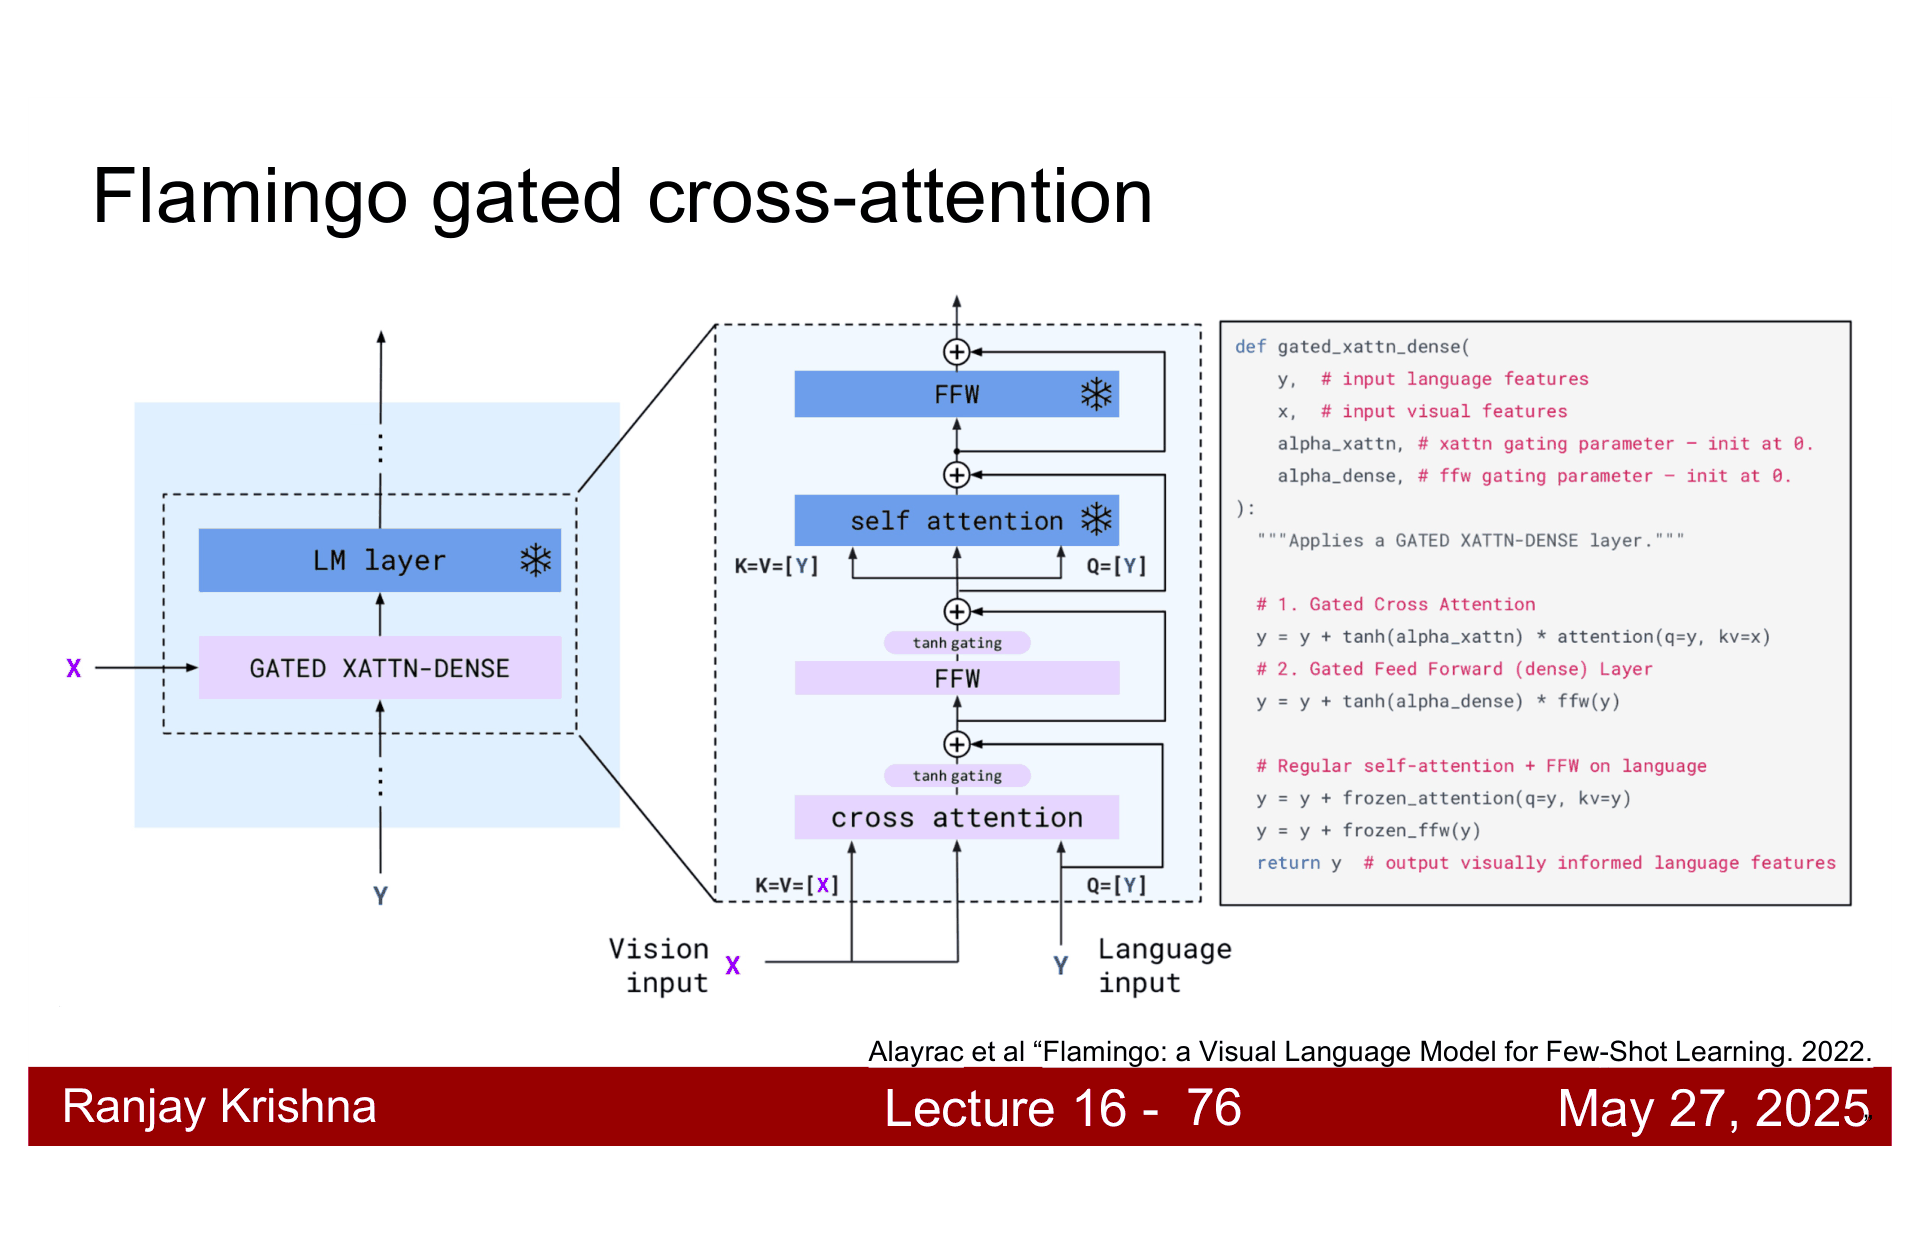 Flamingo gated cross-attention
LM layer
GATED XATTN-DENSE
X
Y
FFW
self attention
K=V=[Y]
Q=[Y]
tanh gating
FFW
tanh gating
cross attention
K=V=[X]
Q=[Y]
Vision
input
X
Y
Language
input
def gated_xattn_dense(
y, # input language features
x, # input visual features
alpha_xattn, # xattn gating parameter – init at 0.
alpha_dense, # ffw gating parameter – init at 0.
):
"""Applies a GATED XATTN-DENSE layer."""
# 1. Gated Cross Attention
y = y + tanh(alpha_xattn) * attention(q=y, kv=x)
# 2. Gated Feed Forward (dense) Layer
y = y + tanh(alpha_dense) * ffw(y)
# Regular self-attention + FFW on language
y = y + frozen_attention(q=y, kv=y)
y = y + frozen_ffw(y)
return y # output visually informed language features
Alayrac et al “Flamingo: a Visual Language Model for Few-Shot Learning. 2022.
”
Ranjay Krishna
Lecture 16 - 76
May 27, 2025